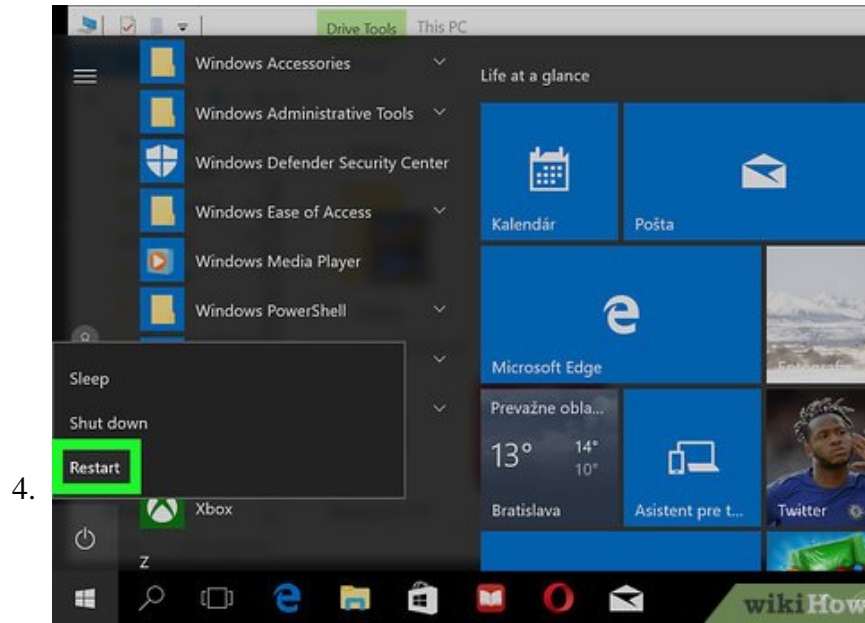 Drive Tools This PC
Windows Accessories
Life at a glance
Windows Administrative Tools
Windows Defender Security Center
Windows Ease of Access
Kalendár
Pošta
Windows Media Player
Windows PowerShell
Microsoft Edge
Fotografie
Sleep
Shut down
Restart
4.
Prevažne obla...
13° 14°
10°
Bratislava
Asistent pre t...
Twitter
Xbox
Z
wikiHow